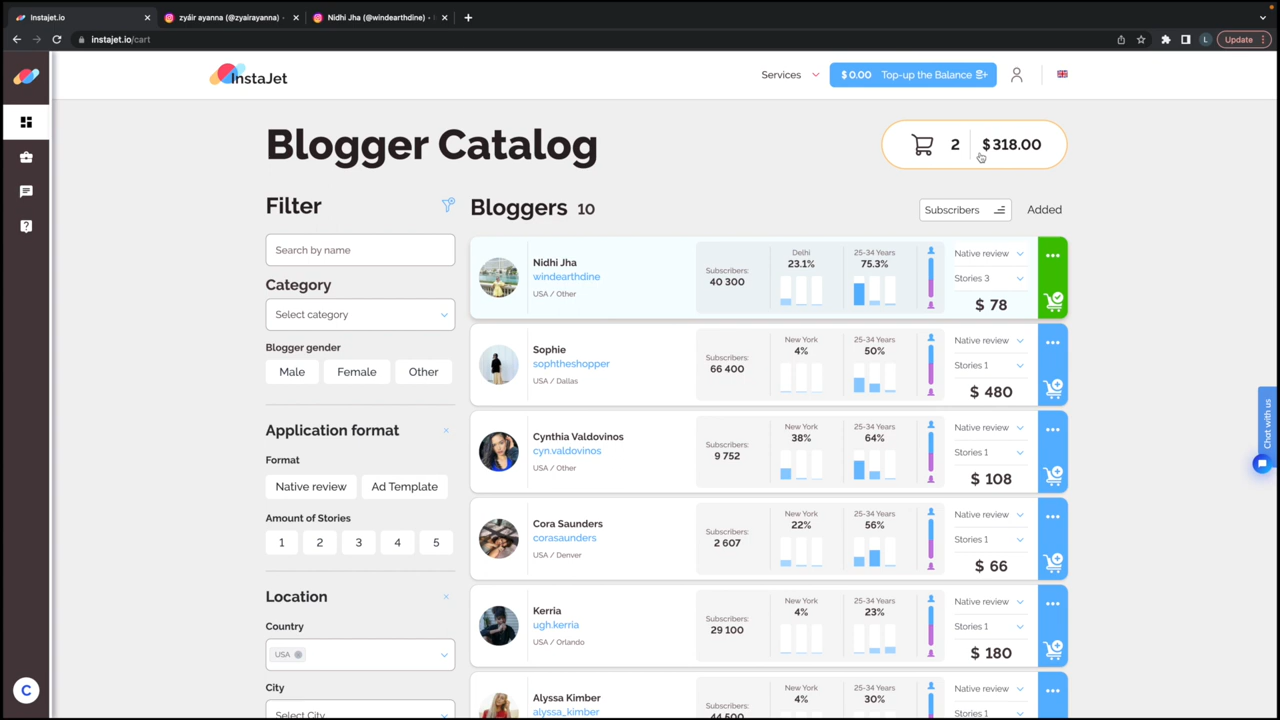 Instajet.io
zyáir ayanna (@zyairayanna) -
Nidhi Jha (@windearthdine) •
instajet.io/cart
L
Update
InstaJet
Services
$ 0.00 Top-up the Balance
Blogger Catalog
2
$318.00
Filter
Bloggers 10
Subscribers
Added
Search by name
Category
Select category
Blogger gender
Male
Female
Other
Application format
Format
Native review
Ad Template
Amount of Stories
1
2
3
4
5
Location
Country
USA
City
Select City
Nidhi Jha
windearthdine
USA / Other
Subscribers:
40 300
Delhi
23.1%
25-34 Years
75.3%
Native review
Stories 3
$ 78
Sophie
sophtheshopper
USA / Dallas
Subscribers:
66 400
New York
4%
25-34 Years
50%
Native review
Stories 1
$ 480
Cynthia Valdovinos
cyn.valdovinos
USA / Other
Subscribers:
9 752
New York
38%
25-34 Years
64%
Native review
Stories 1
$ 108
Cora Saunders
corasaunders
USA / Denver
Subscribers:
2 607
New York
22%
25-34 Years
56%
Native review
Stories 1
$ 66
Kerria
ugh.kerria
USA / Orlando
Subscribers:
29 100
New York
4%
25-34 Years
23%
Native review
Stories 1
$ 180
Alyssa Kimber
alyssa_kimber
Subscribers:
44 500
New York
4%
25-34 Years
30%
Native review
Stories 1
Chat with us
C